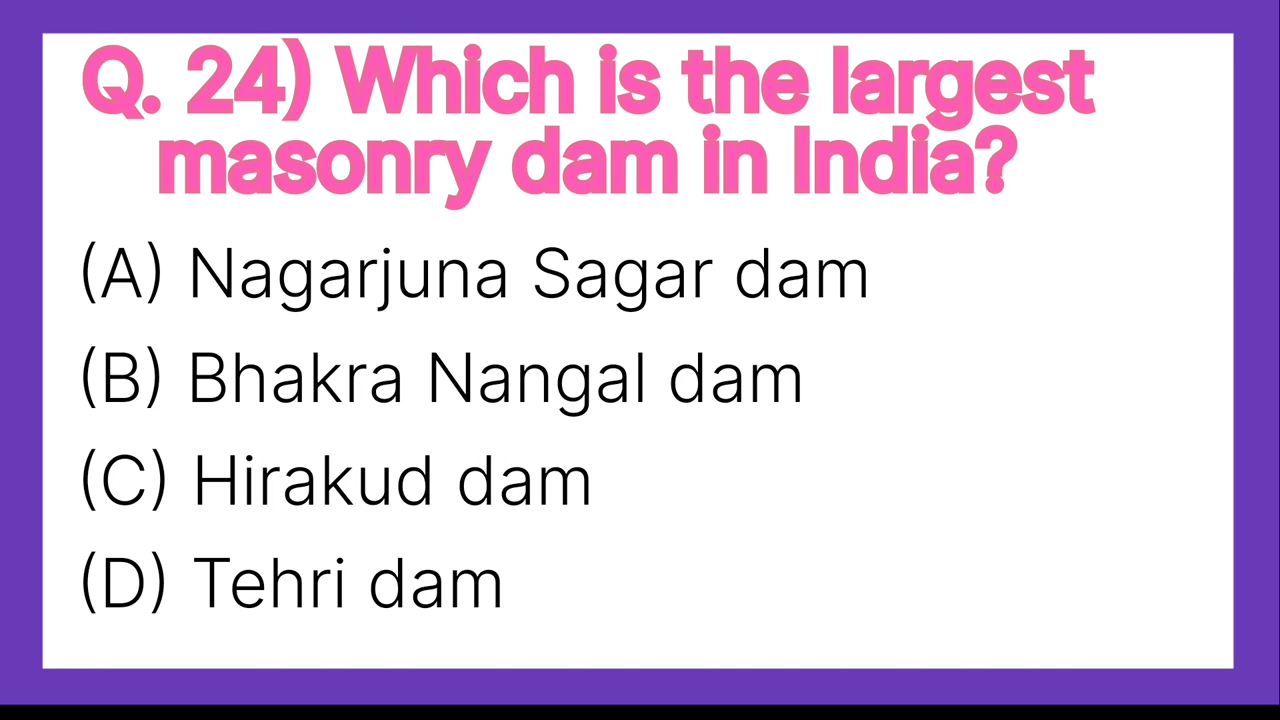 Q. 24) Which is the largest
masonry dam in India?
(A) Nagarjuna Sagar dam
(B) Bhakra Nangal dam
(C) Hirakud dam
(D) Tehri dam